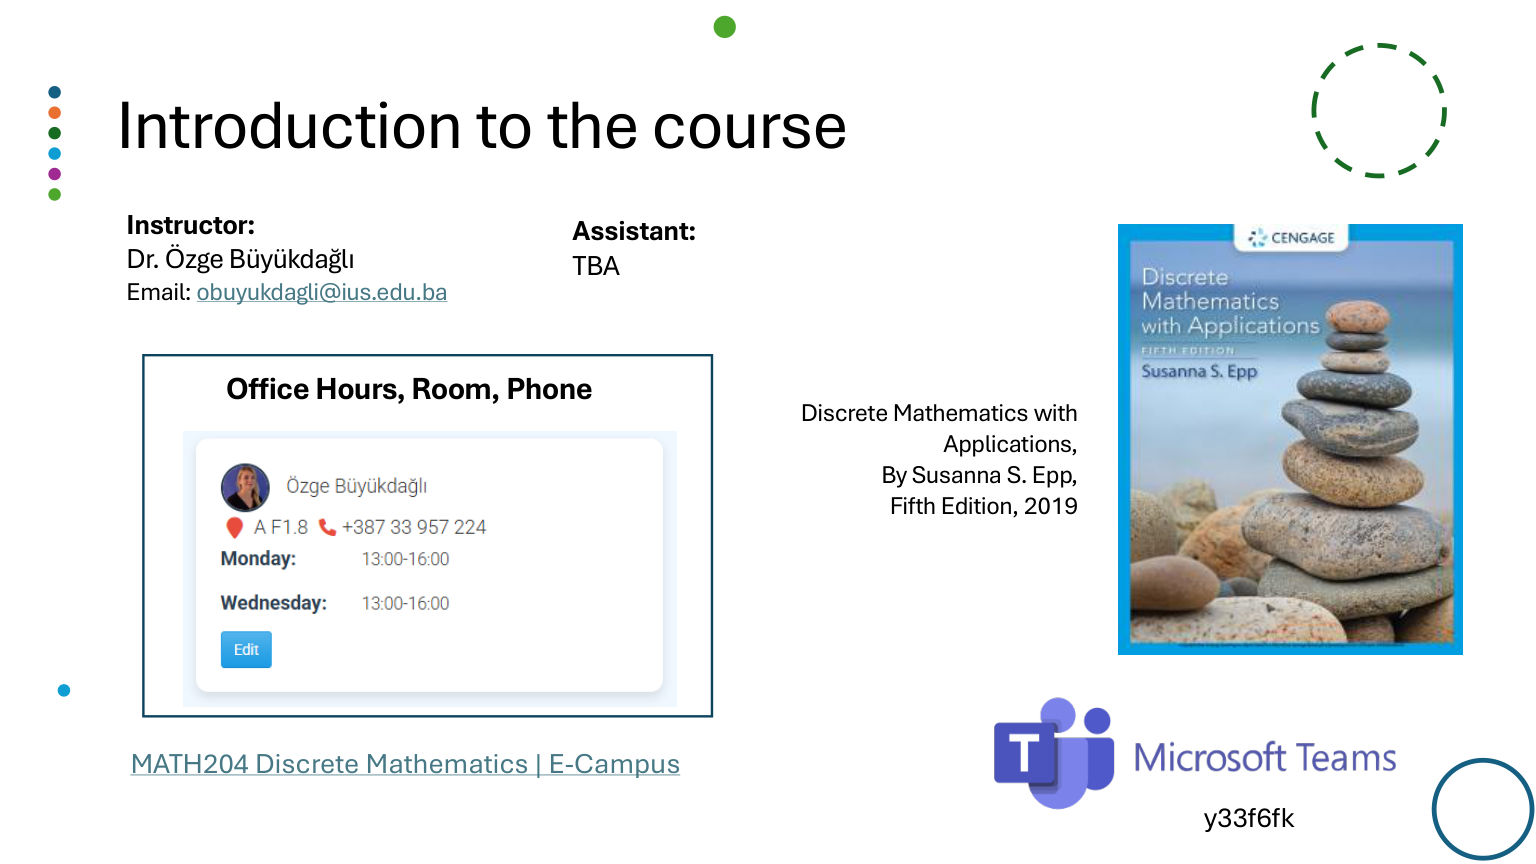 Introduction to the course
Instructor:
Dr. Özge Büyükdağlı
Email: obuyukdagli@ius.edu.ba
Assistant:
TBA
Office Hours, Room, Phone
Özge Büyükdağlı
A F1.8 +387 33 957 224
Monday: 13:00-16:00
Wednesday: 13:00-16:00
Edit
MATH204 Discrete Mathematics | E-Campus
Discrete Mathematics with
Applications,
By Susanna S. Epp,
Fifth Edition, 2019
CENGAGE
Discrete
Mathematics
with Applications
FIFTH EDITION
Susanna S. Epp
T
Microsoft Teams
y33f6fk